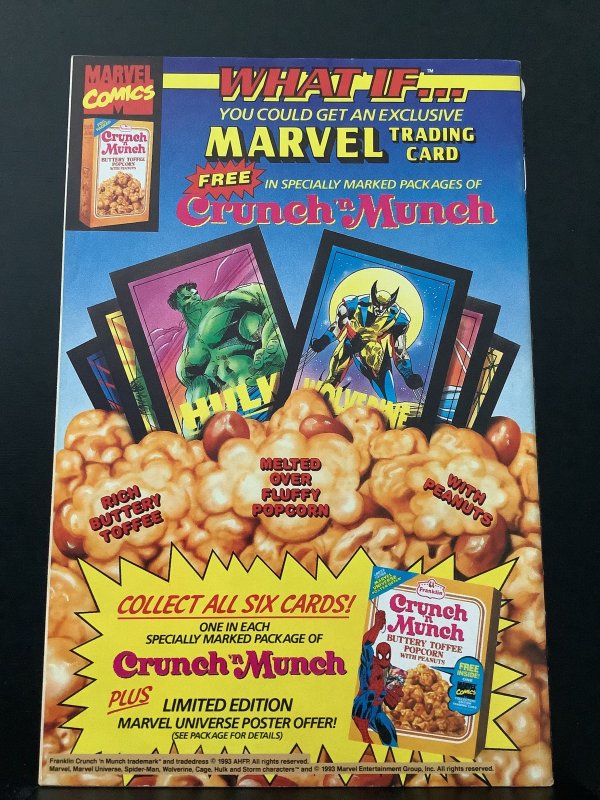 MARVEL
COMICS
WHAT IF...™
YOU COULD GET AN EXCLUSIVE
MARVEL TRADING CARD
FREE IN SPECIALLY MARKED PACKAGES OF
Crunch 'n Munch
Crunch
'n
Munch
BUTTERY TOFFEE
POPCORN
WITH PEANUTS
HULK
WOLVERINE
RICH
BUTTERY
TOFFEE
MELTED
OVER
FLUFFY
POPCORN
WITH
PEANUTS
COLLECT ALL SIX CARDS!
ONE IN EACH
SPECIALLY MARKED PACKAGE OF
Crunch 'n Munch
PLUS LIMITED EDITION
MARVEL UNIVERSE POSTER OFFER!
(SEE PACKAGE FOR DETAILS)
Franklin
Crunch
'n
Munch
BUTTERY TOFFEE
POPCORN
WITH PEANUTS
FREE
INSIDE!
ONE
COMICS
Franklin Crunch 'n Munch trademark* and tradedress © 1993 AHFP. All rights reserved.
Marvel, Marvel Universe, Spider-Man, Wolverine, Cage, Hulk and Storm characters™ and © 1993 Marvel Entertainment Group, Inc. All rights reserved.